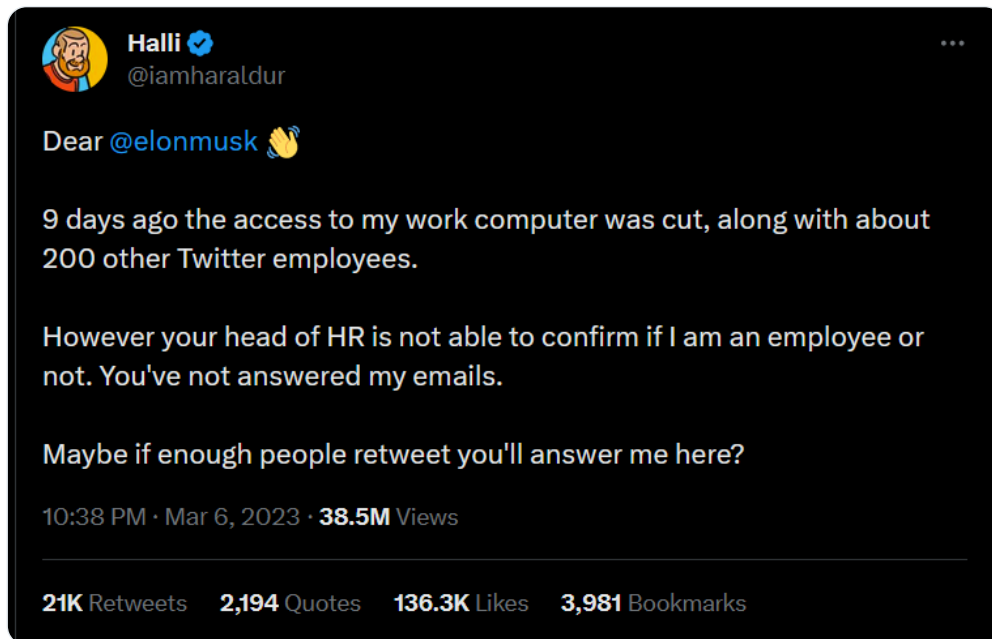 Halli
@iamharaldur
Dear @elonmusk 👋
9 days ago the access to my work computer was cut, along with about
200 other Twitter employees.
However your head of HR is not able to confirm if I am an employee or
not. You've not answered my emails.
Maybe if enough people retweet you'll answer me here?
10:38 PM · Mar 6, 2023 · 38.5M Views
21K Retweets 2,194 Quotes 136.3K Likes 3,981 Bookmarks